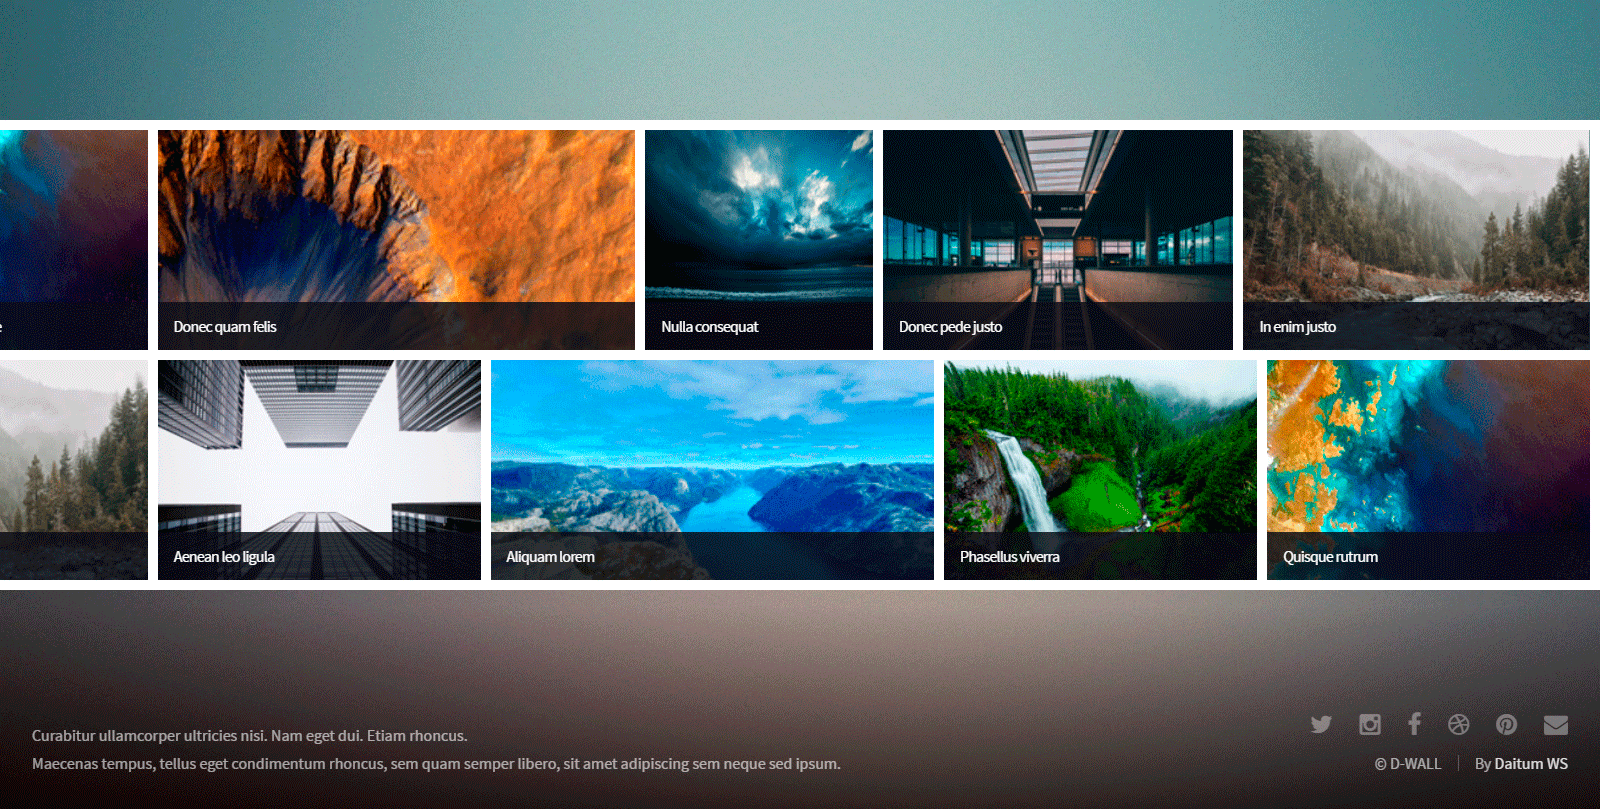 Donec quam felis
Nulla consequat
Donec pede justo
In enim justo
Aenean leo ligula
Aliquam lorem
Phasellus viverra
Quisque rutrum
Curabitur ullamcorper ultricies nisi. Nam eget dui. Etiam rhoncus.
Maecenas tempus, tellus eget condimentum rhoncus, sem quam semper libero, sit amet adipiscing sem neque sed ipsum.
© D-WALL
By Daitum WS